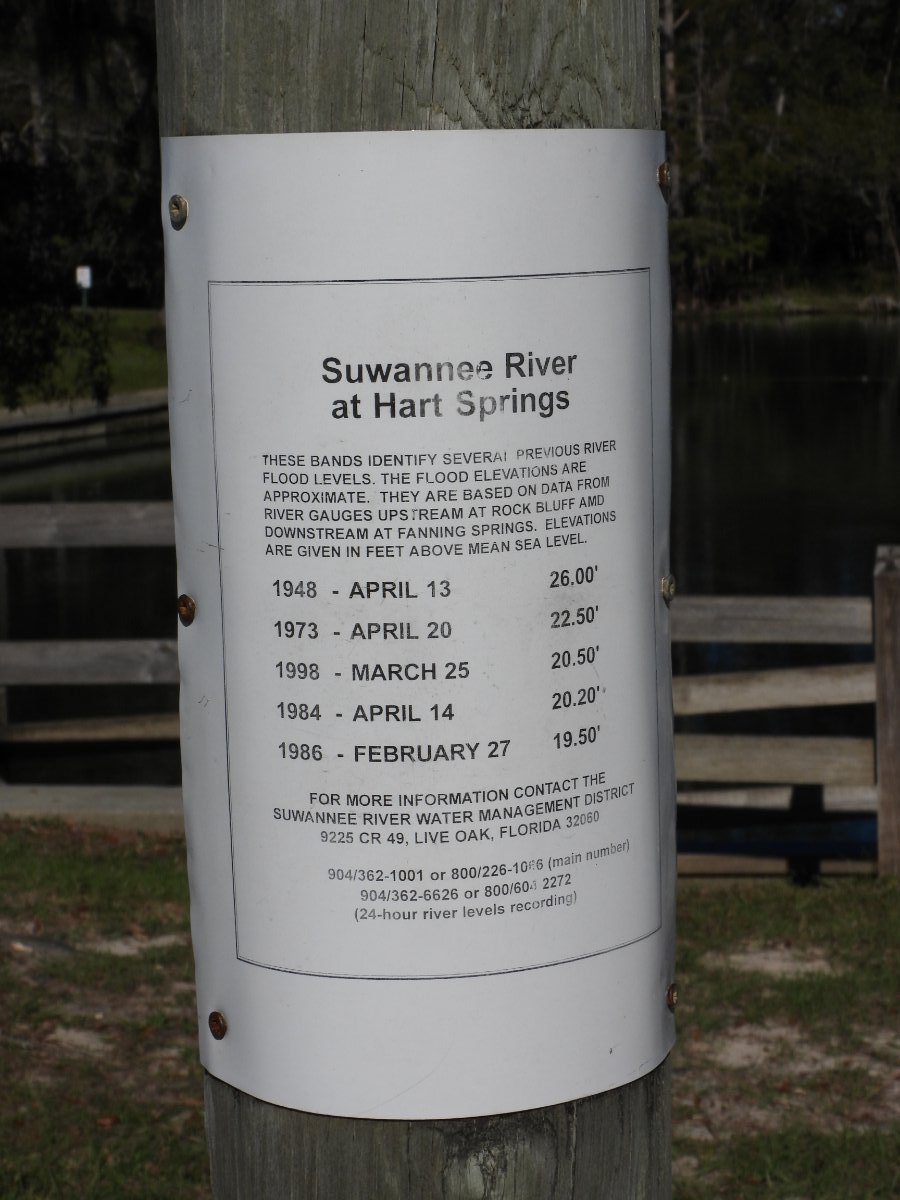 Suwannee River
at Hart Springs
THESE BANDS IDENTIFY SEVERAL PREVIOUS RIVER
FLOOD LEVELS. THE FLOOD ELEVATIONS ARE
APPROXIMATE. THEY ARE BASED ON DATA FROM
RIVER GAUGES UPSTREAM AT ROCK BLUFF AMD
DOWNSTREAM AT FANNING SPRINGS. ELEVATIONS
ARE GIVEN IN FEET ABOVE MEAN SEA LEVEL.
1948 - APRIL 13 26.00'
1973 - APRIL 20 22.50'
1998 - MARCH 25 20.50'
1984 - APRIL 14 20.20'
1986 - FEBRUARY 27 19.50'
FOR MORE INFORMATION CONTACT THE
SUWANNEE RIVER WATER MANAGEMENT DISTRICT
9225 CR 49, LIVE OAK, FLORIDA 32060
904/362-1001 or (main number)
904/362-6626 or 2272
(24-hour river levels recording)